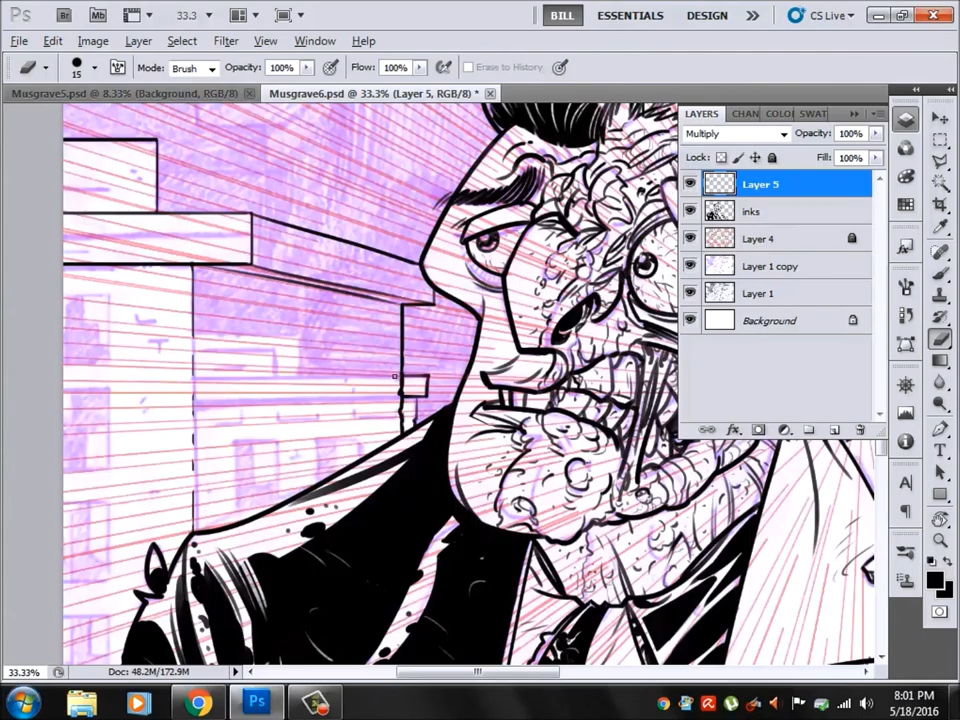 Ps Br Mb 33.3 BILL ESSENTIALS DESIGN CS Live
File Edit Image Layer Select Filter View Window Help
15 Mode: Brush Opacity: 100% Flow: 100% Erase to History
Musgrave5.psd @ 8.33% (Background, RGB/8) Musgrave6.psd @ 33.3% (Layer 5, RGB/8) *
LAYERS CHAN COLO SWAT
Multiply Opacity: 100%
Lock: Fill: 100%
Layer 5
inks
Layer 4
Layer 1 copy
Layer 1
Background
fx
33.33% Doc: 48.2M/172.9M
Ps
8:01 PM
5/18/2016